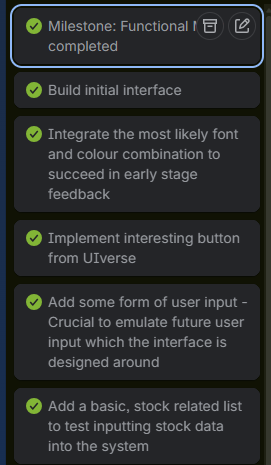 Milestone: Functional
completed
Build initial interface
Integrate the most likely font
and colour combination to
succeed in early stage
feedback
Implement interesting button
from UIverse
Add some form of user input -
Crucial to emulate future user
input which the interface is
designed around
Add a basic, stock related list
to test inputting stock data
into the system